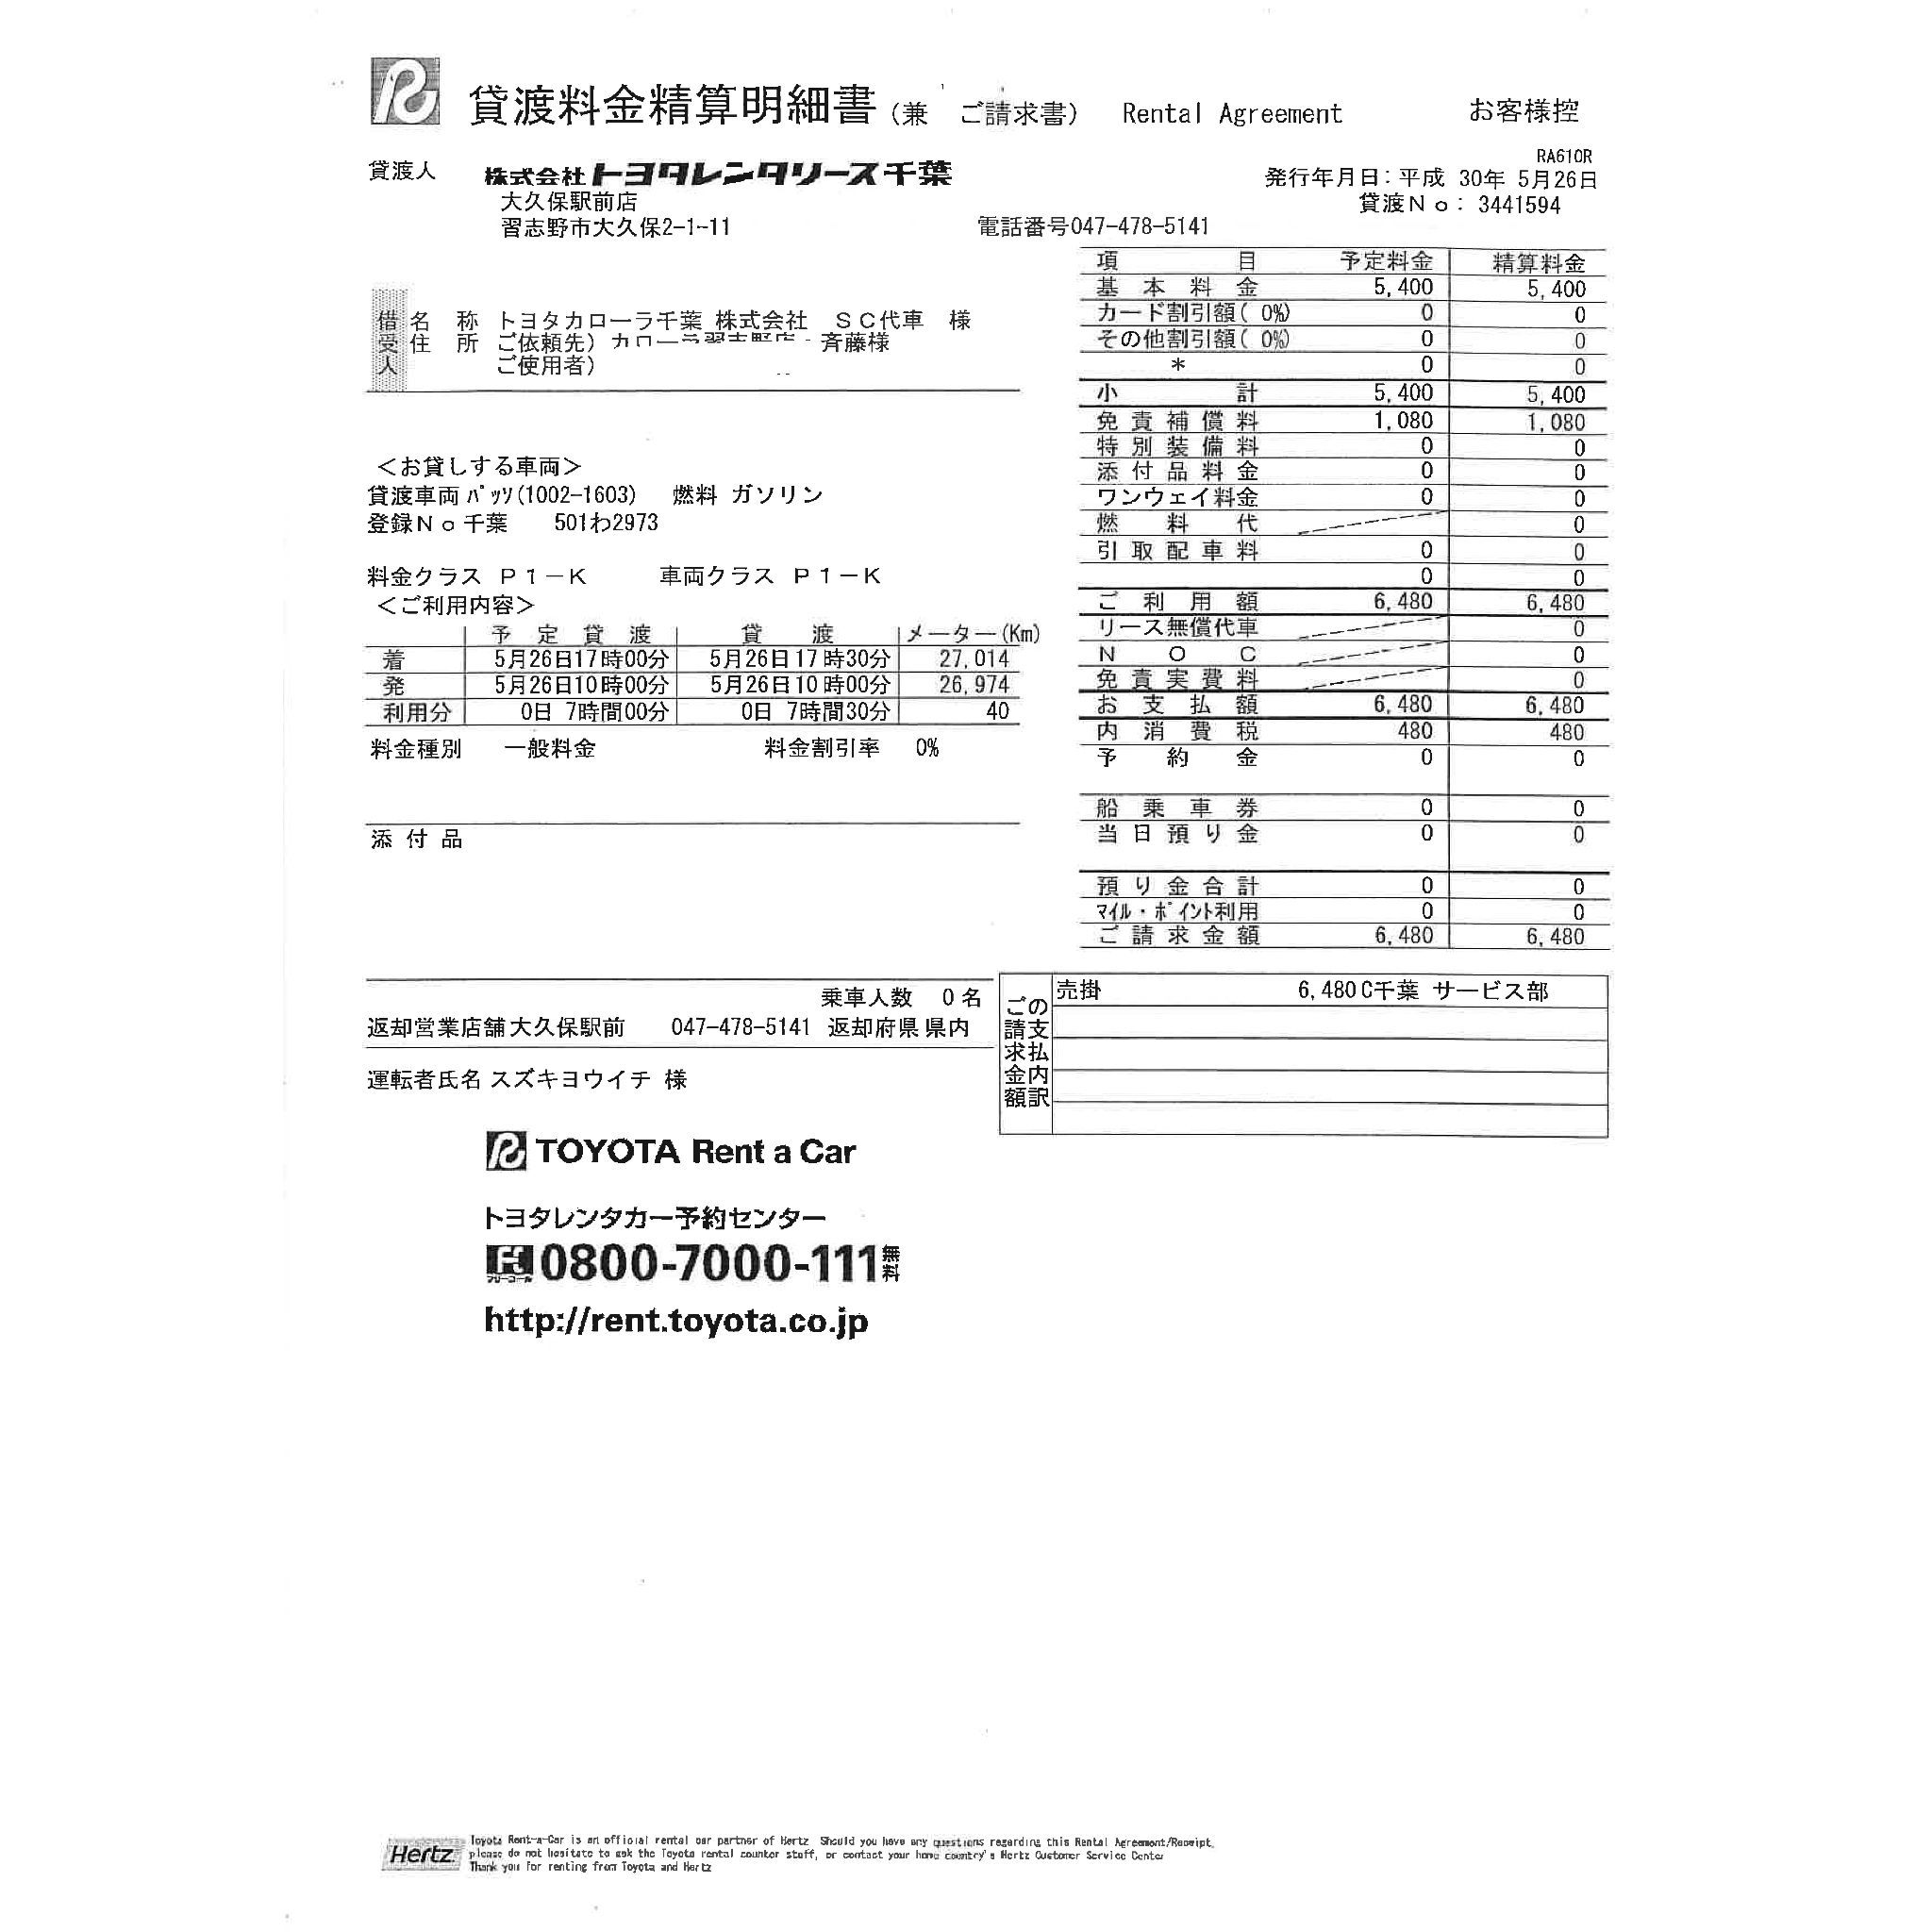 貸渡料金精算明細書(兼 ご請求書) Rental Agreement お客様控
RA610R
貸渡人 株式会社トヨタレンタリース千葉
発行年月日:平成 30年 5月26日
大久保駅前店
貸渡No: 3441594
習志野市大久保2-1-11 電話番号047-478-5141
借受人
名 称 トヨタカローラ千葉 株式会社 SC代車 様
住 所 ご依頼先) カローラ習志野店 斉藤様
ご使用者)
<お貸しする車両>
貸渡車両 パッソ(1002-1603) 燃料 ガソリン
登録No千葉 501わ2973
料金クラス P1-K 車両クラス P1-K
<ご利用内容>
予定貸渡 貸渡 メーター(Km)
着 5月26日17時00分 5月26日17時30分 27,014
発 5月26日10時00分 5月26日10時00分 26,974
利用分 0日 7時間00分 0日 7時間30分 40
料金種別 一般料金 料金割引率 0%
添付品
項目 予定料金 精算料金
基本料金 5,400 5,400
カード割引額( 0%) 0 0
その他割引額( 0%) 0 0
* 0 0
小計 5,400 5,400
免責補償料 1,080 1,080
特別装備料 0 0
添付品料金 0 0
ワンウェイ料金 0 0
燃料代 0
引取配車料 0 0
0 0
ご利用額 6,480 6,480
リース無償代車 0
NOC 0
免責実費料 0
お支払額 6,480 6,480
内消費税 480 480
予約金 0 0
船乗車券 0 0
当日預り金 0 0
預り金合計 0 0
マイル・ポイント利用 0 0
ご請求金額 6,480 6,480
乗車人数 0名
返却営業店舗大久保駅前 047-478-5141 返却府県 県内
運転者氏名 スズキヨウイチ 様
ご請求金額の支払内訳
売掛 6,480C千葉 サービス部
TOYOTA Rent a Car
トヨタレンタカー予約センター
フリーコール 0800-7000-111 無料
http://rent.toyota.co.jp
Hertz
Toyota Rent-a-Car is an official rental car partner of Hertz Should you have any questions regarding this Rental Agreement/Receipt,
please do not hesitate to ask the Toyota rental counter staff, or contact your home country's Hertz Customer Service Center
Thank you for renting from Toyota and Hertz